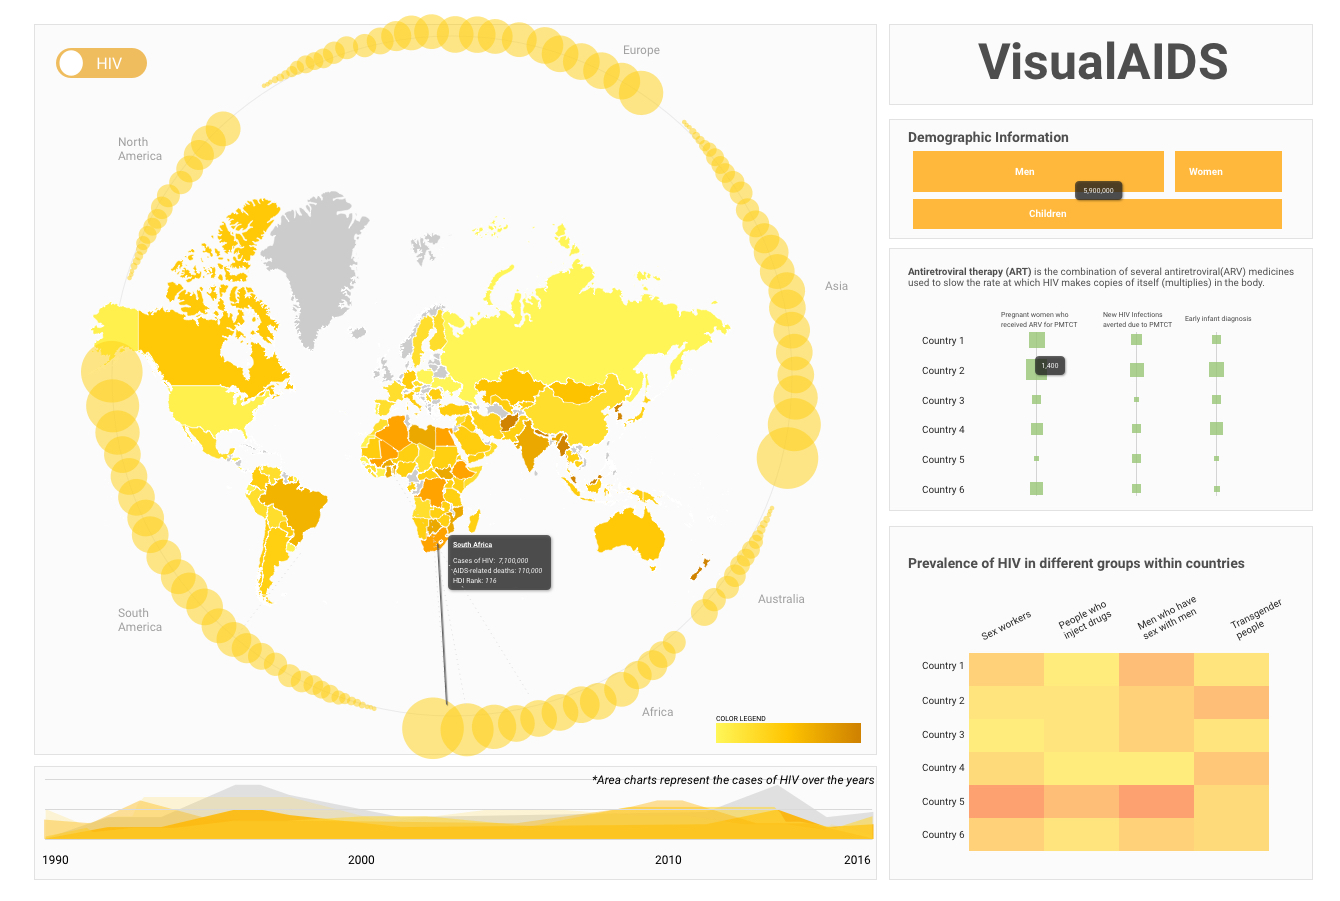 HIV
Europe
North
America
Asia
South Africa
Cases of HIV: 7,100,000
AIDS-related deaths: 110,000
HDI Rank: 116
Australia
South
America
Africa
COLOR LEGEND
*Area charts represent the cases of HIV over the years
1990
2000
2010
2016
VisualAIDS
Demographic Information
Men
Women
5,900,000
Children
Antiretroviral therapy (ART) is the combination of several antiretroviral(ARV) medicines
used to slow the rate at which HIV makes copies of itself (multiplies) in the body.
Pregnant women who
received ARV for PMTCT
New HIV Infections
averted due to PMTCT
Early infant diagnosis
Country 1
Country 2
1,400
Country 3
Country 4
Country 5
Country 6
Prevalence of HIV in different groups within countries
Sex workers
People who
inject drugs
Men who have
sex with men
Transgender
people
Country 1
Country 2
Country 3
Country 4
Country 5
Country 6